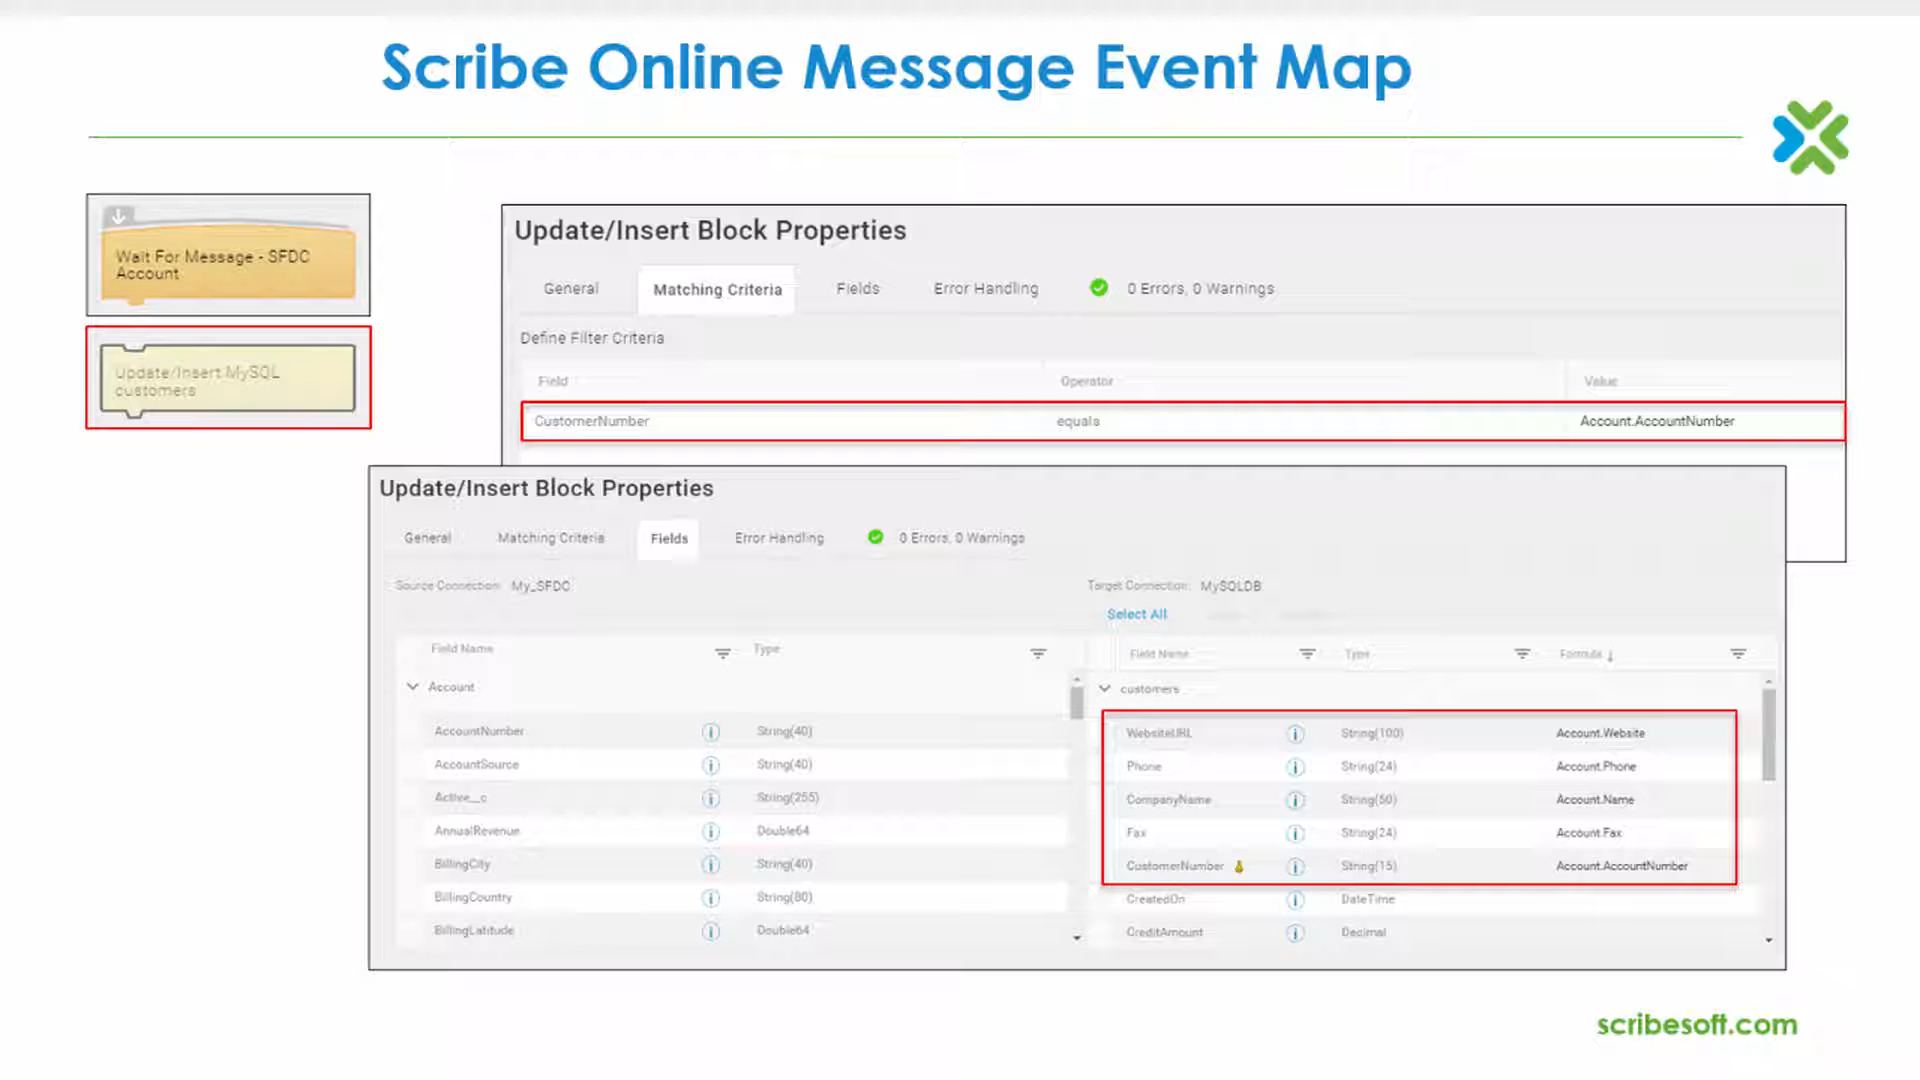 Scribe Online Message Event Map
Wait For Message - SFDC
Account
Update/Insert MySQL
customers
Update/Insert Block Properties
General Matching Criteria Fields Error Handling 0 Errors, 0 Warnings
Define Filter Criteria
Field Operator Value
CustomerNumber equals Account.AccountNumber
Update/Insert Block Properties
General Matching Criteria Fields Error Handling 0 Errors, 0 Warnings
Source Connection: My_SFDC
Field Name Type
Account
AccountNumber String(40)
AccountSource String(40)
Active__c String(255)
AnnualRevenue Double64
BillingCity String(40)
BillingCountry String(80)
BillingLatitude Double64
Target Connection: MySQLDB
Select All
Field Name Type Formula
customers
WebsiteURL String(100) Account.Website
Phone String(24) Account.Phone
CompanyName String(50) Account.Name
Fax String(24) Account.Fax
CustomerNumber String(15) Account.AccountNumber
CreatedOn DateTime
CreditAmount Decimal
scribesoft.com